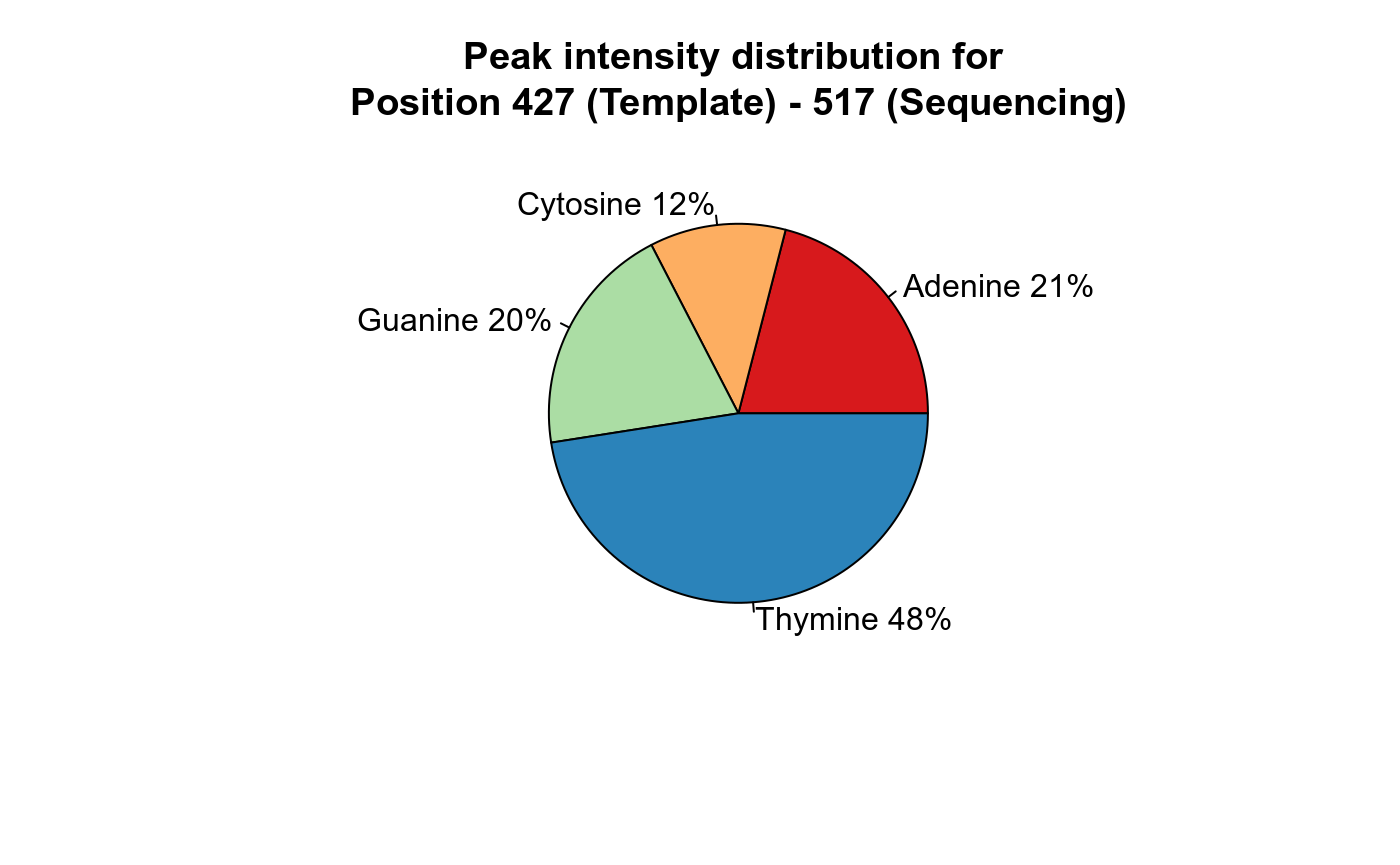 Peak intensity distribution for
Position 427 (Template) - 517 (Sequencing)
Cytosine 12%
Adenine 21%
Guanine 20%
Thymine 48%